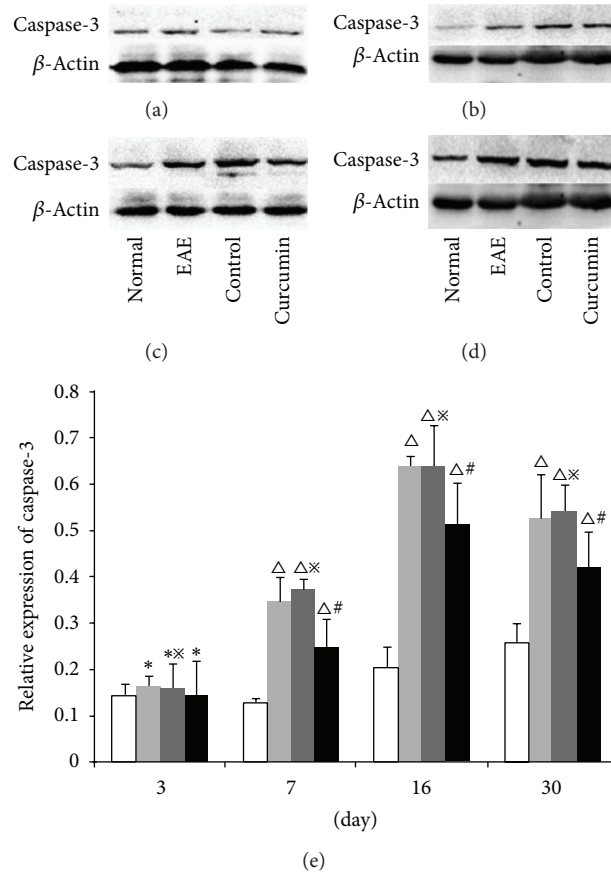 Caspase-3
β-Actin
(a)
Caspase-3
β-Actin
(b)
Caspase-3
β-Actin
Normal
EAE
Control
Curcumin
(c)
Caspase-3
β-Actin
Normal
EAE
Control
Curcumin
(d)
Relative expression of caspase-3
0.8
0.7
0.6
0.5
0.4
0.3
0.2
0.1
0
* *※ *
△ △※ △#
△ △※ △#
△ △※ △#
3 7 16 30
(day)
(e)